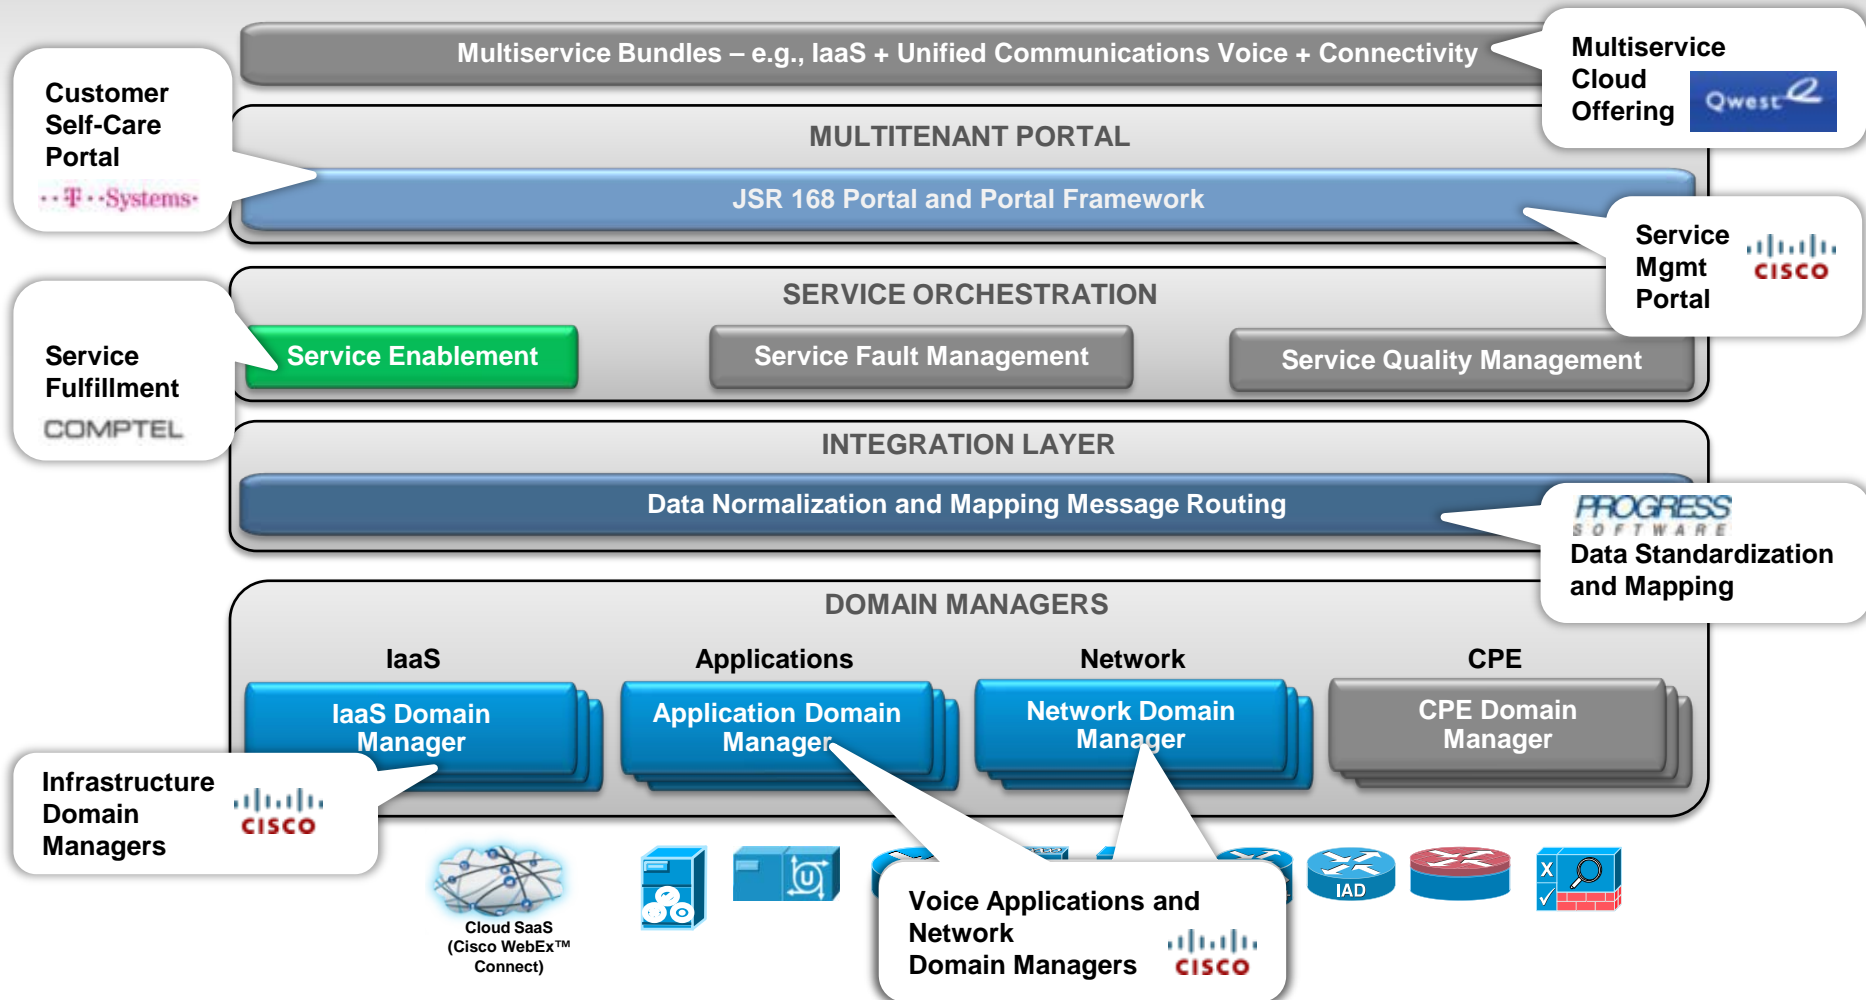 Multiservice Bundles – e.g., IaaS + Unified Communications Voice + Connectivity
Multiservice
Cloud
Offering
Qwest
Customer
Self-Care
Portal
··T··Systems·
MULTITENANT PORTAL
JSR 168 Portal and Portal Framework
Service
Mgmt
Portal
CISCO
SERVICE ORCHESTRATION
Service Enablement
Service Fault Management
Service Quality Management
Service
Fulfillment
COMPTEL
INTEGRATION LAYER
Data Normalization and Mapping Message Routing
PROGRESS
SOFTWARE
Data Standardization
and Mapping
DOMAIN MANAGERS
IaaS
Applications
Network
CPE
IaaS Domain
Manager
Application Domain
Manager
Network Domain
Manager
CPE Domain
Manager
Infrastructure
Domain
Managers
CISCO
Cloud SaaS
(Cisco WebEx™
Connect)
U
IAD
X
✓
Voice Applications and
Network
Domain Managers
CISCO